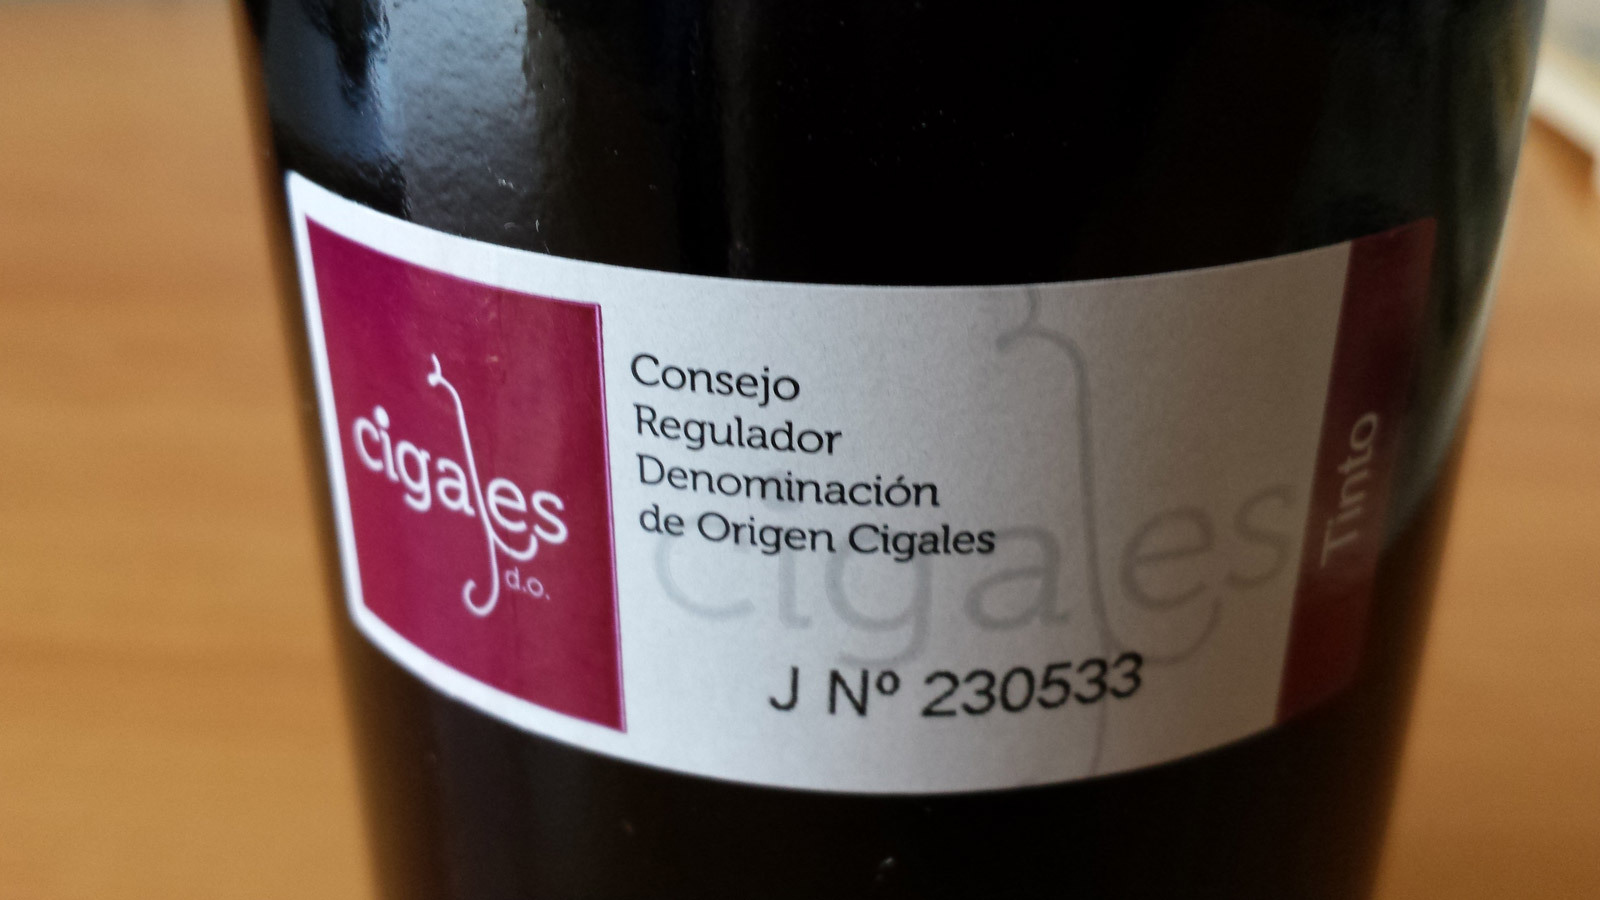 cigales
d.o.
Consejo
Regulador
Denominación
de Origen Cigales
cigales
J Nº 230533
Tinto